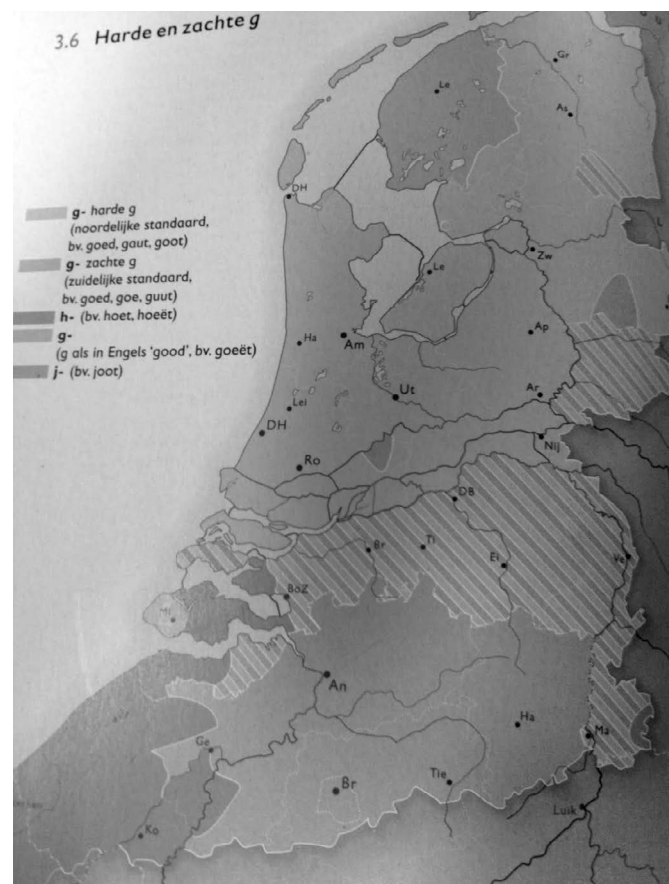 3.6 Harde en zachte g
g- harde g
(noordelijke standaard,
bv. goed, gaut, goot)
g- zachte g
(zuidelijke standaard,
bv. goed, goe, guut)
h- (bv. hoet, hoeët)
g-
(g als in Engels 'good', bv. goeët)
j- (bv. joot)
Gr
Le
As
DH
Zw
Le
Ha
Am
Ap
Ut
Ar
Lei
DH
Nij
Ro
DB
Br
Ti
Ei
Ve
BoZ
An
Ha
Ma
Ge
Br
Tie
Luik
Ko